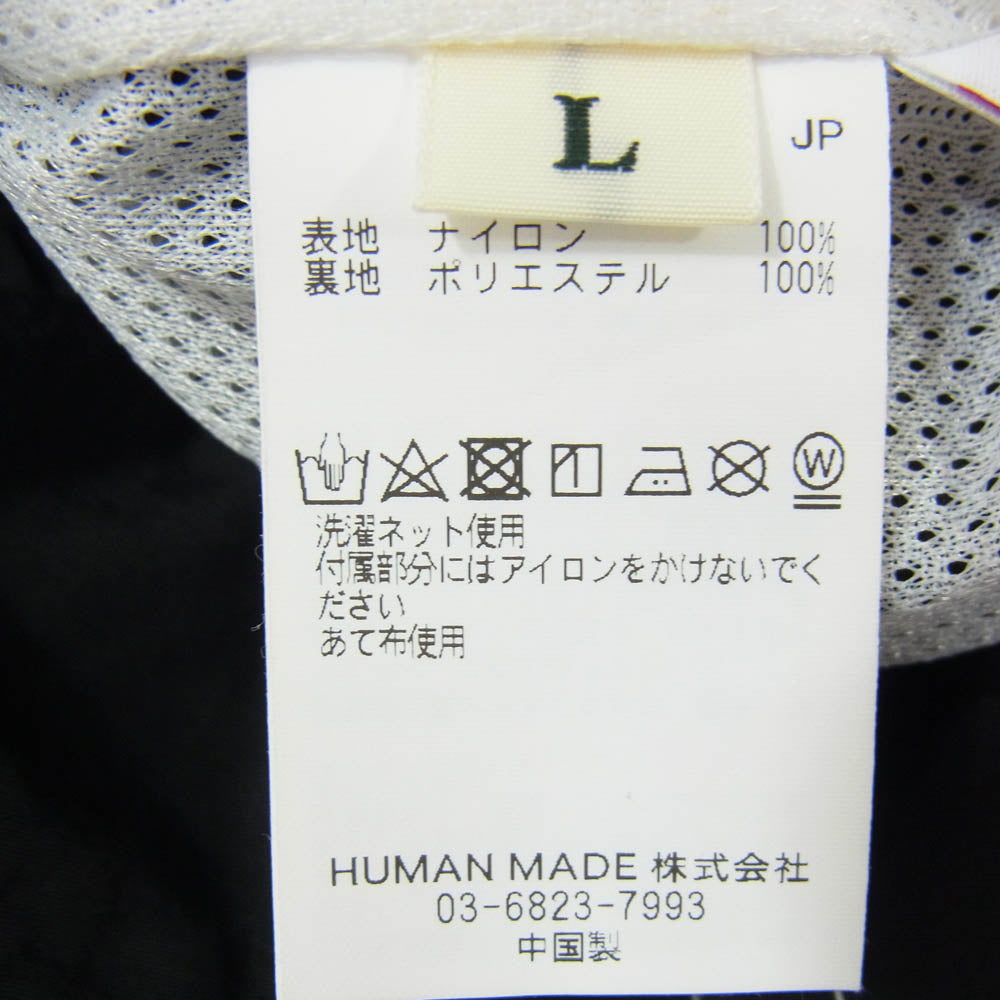 L
JP
表地 ナイロン 100%
裏地 ポリエステル 100%
W
洗濯ネット使用
付属部分にはアイロンをかけないでく
ださい
あて布使用
HUMAN MADE 株式会社
03-6823-7993
中国製